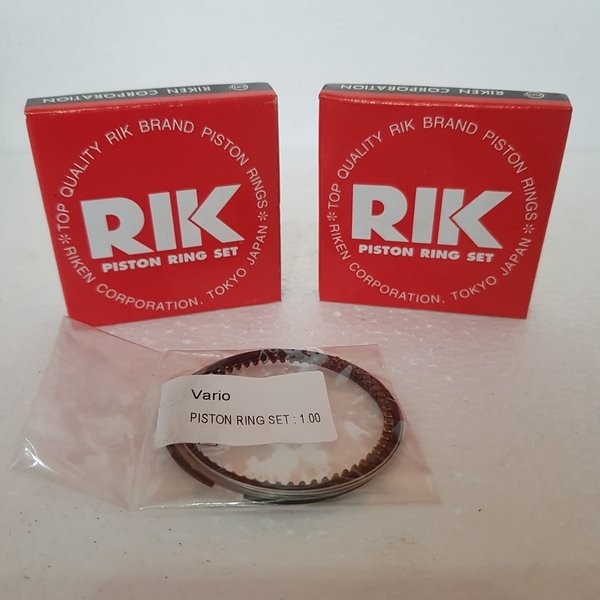 RIKEN CORPORATION
TOP QUALITY RIK BRAND PISTON RINGS
RIK
PISTON RING SET
* RIKEN CORPORATION. TOKYO JAPAN *
RIKEN CORPORATION
TOP QUALITY RIK BRAND PISTON RINGS
RIK
PISTON RING SET
* RIKEN CORPORATION. TOKYO JAPAN *
Vario
PISTON RING SET : 1.00